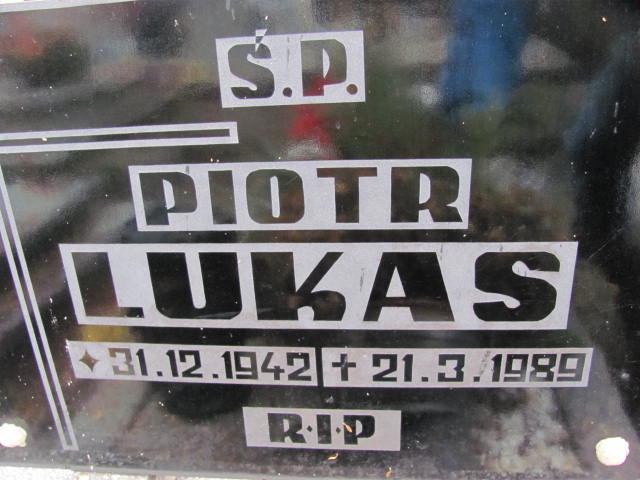 Ś.P.
PIOTR
LUKAS
✦ 31.12.1942 ✝ 21.3.1989
R·I·P